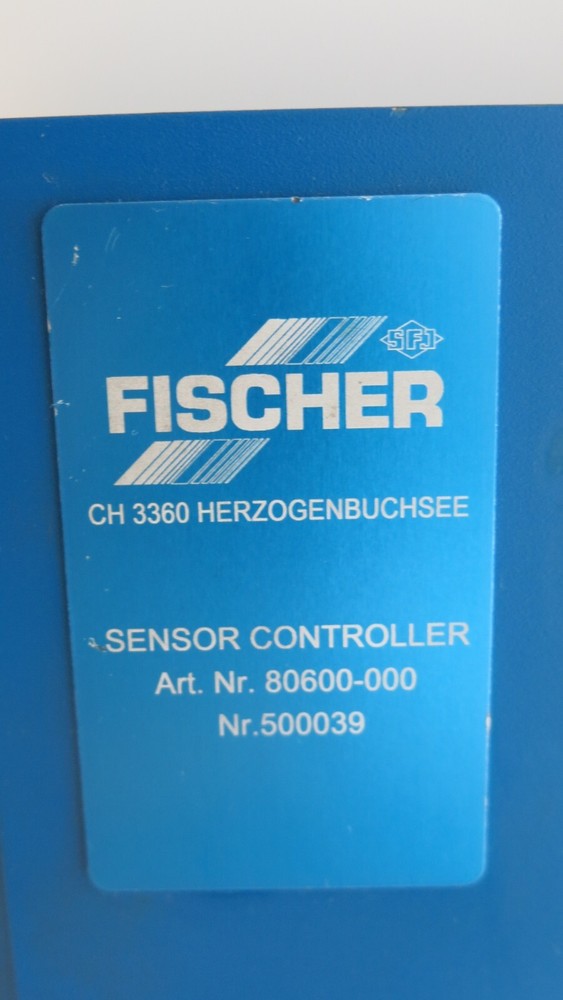 SFJ
FISCHER
CH 3360 HERZOGENBUCHSEE
SENSOR CONTROLLER
Art. Nr. 80600-000
Nr.500039